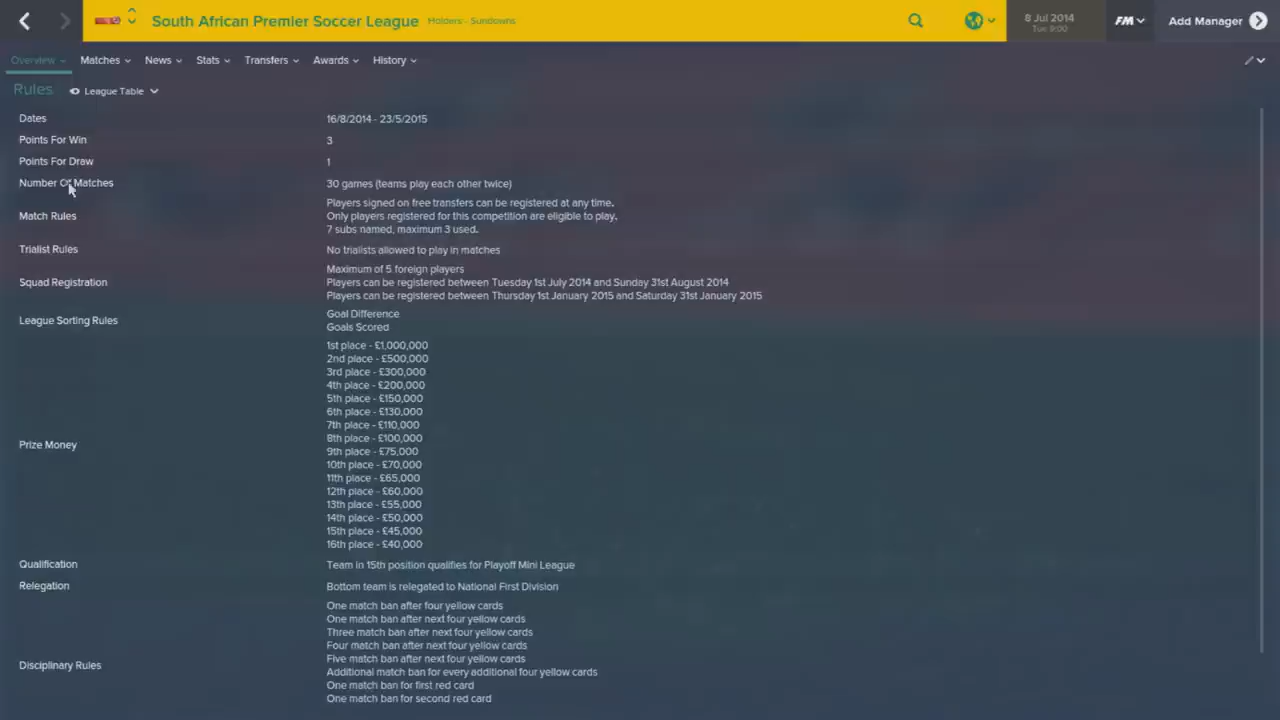 South African Premier Soccer League
Holders - Sundowns
8 Jul 2014
Tue 9:00
FM
Add Manager
Overview
Matches
News
Stats
Transfers
Awards
History
Rules
League Table
Dates
16/8/2014 - 23/5/2015
Points For Win
3
Points For Draw
1
Number Of Matches
30 games (teams play each other twice)
Match Rules
Players signed on free transfers can be registered at any time.
Only players registered for this competition are eligible to play.
7 subs named, maximum 3 used.
Trialist Rules
No trialists allowed to play in matches
Squad Registration
Maximum of 5 foreign players
Players can be registered between Tuesday 1st July 2014 and Sunday 31st August 2014
Players can be registered between Thursday 1st January 2015 and Saturday 31st January 2015
League Sorting Rules
Goal Difference
Goals Scored
Prize Money
1st place - £1,000,000
2nd place - £500,000
3rd place - £300,000
4th place - £200,000
5th place - £150,000
6th place - £130,000
7th place - £110,000
8th place - £100,000
9th place - £75,000
10th place - £70,000
11th place - £65,000
12th place - £60,000
13th place - £55,000
14th place - £50,000
15th place - £45,000
16th place - £40,000
Qualification
Team in 15th position qualifies for Playoff Mini League
Relegation
Bottom team is relegated to National First Division
Disciplinary Rules
One match ban after four yellow cards
One match ban after next four yellow cards
Three match ban after next four yellow cards
Four match ban after next four yellow cards
Five match ban after next four yellow cards
Additional match ban for every additional four yellow cards
One match ban for first red card
One match ban for second red card